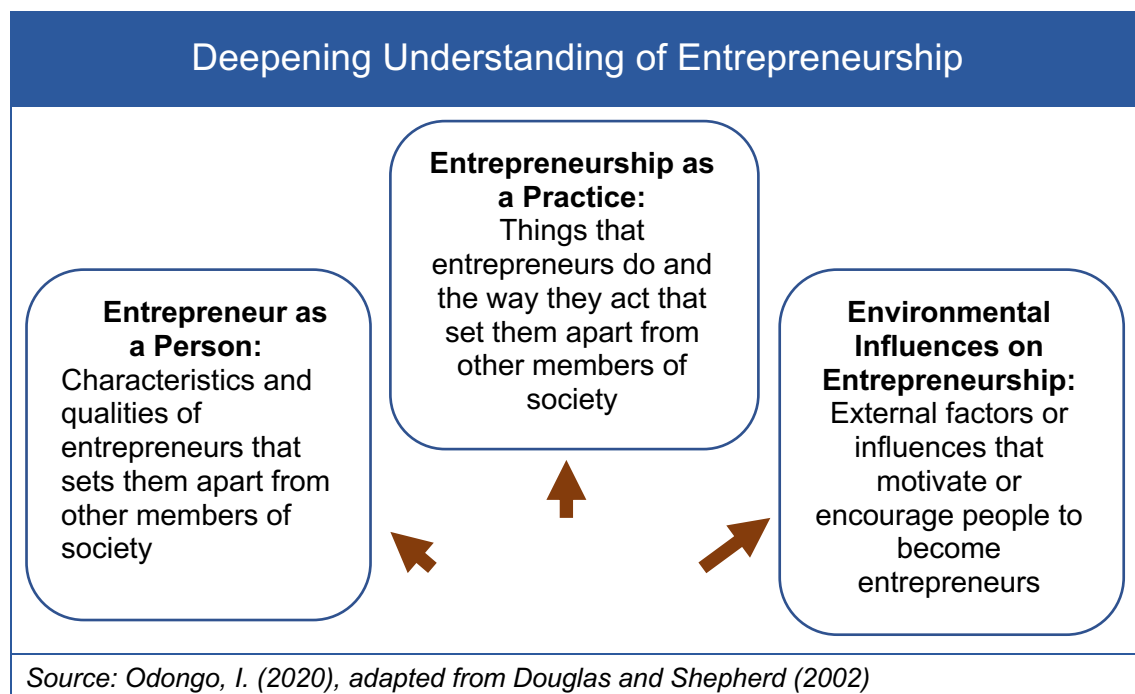 Deepening Understanding of Entrepreneurship
Entrepreneur as
a Person:
Characteristics and
qualities of
entrepreneurs that
sets them apart from
other members of
society
Entrepreneurship as
a Practice:
Things that
entrepreneurs do and
the way they act that
set them apart from
other members of
society
Environmental
Influences on
Entrepreneurship:
External factors or
influences that
motivate or
encourage people to
become
entrepreneurs
Source: Odongo, I. (2020), adapted from Douglas and Shepherd (2002)